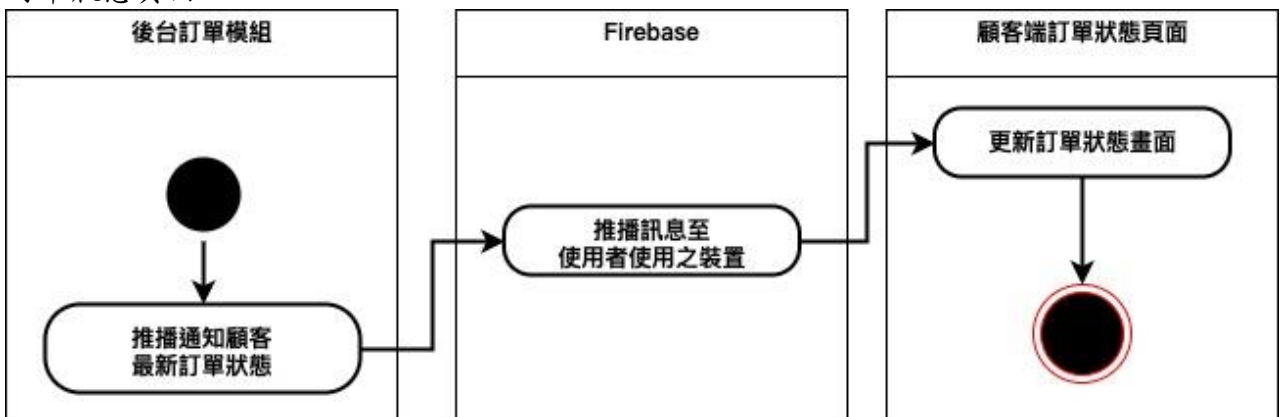 後台訂單模組
Firebase
顧客端訂單狀態頁面
更新訂單狀態畫面
推播訊息至
使用者使用之裝置
推播通知顧客
最新訂單狀態